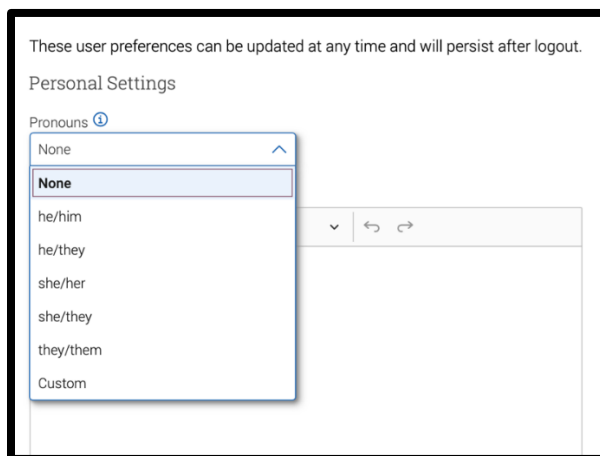 These user preferences can be updated at any time and will persist after logout.
Personal Settings
Pronouns
None
None
he/him
he/they
she/her
she/they
they/them
Custom